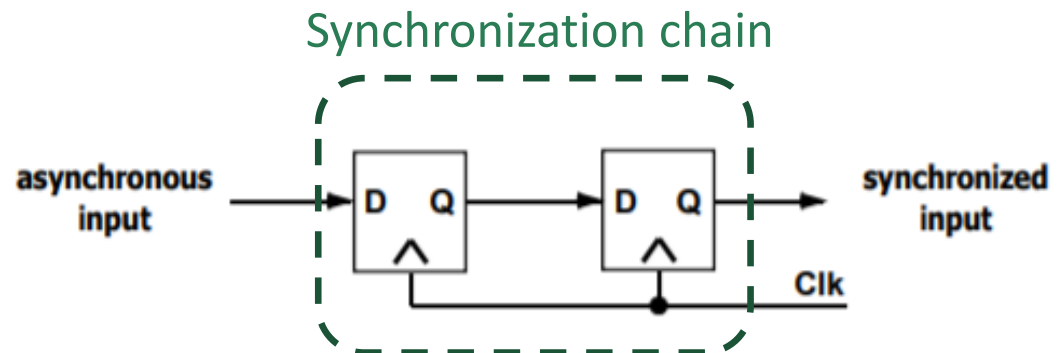 Synchronization chain
asynchronous
input
D Q
D Q
synchronized
input
Clk